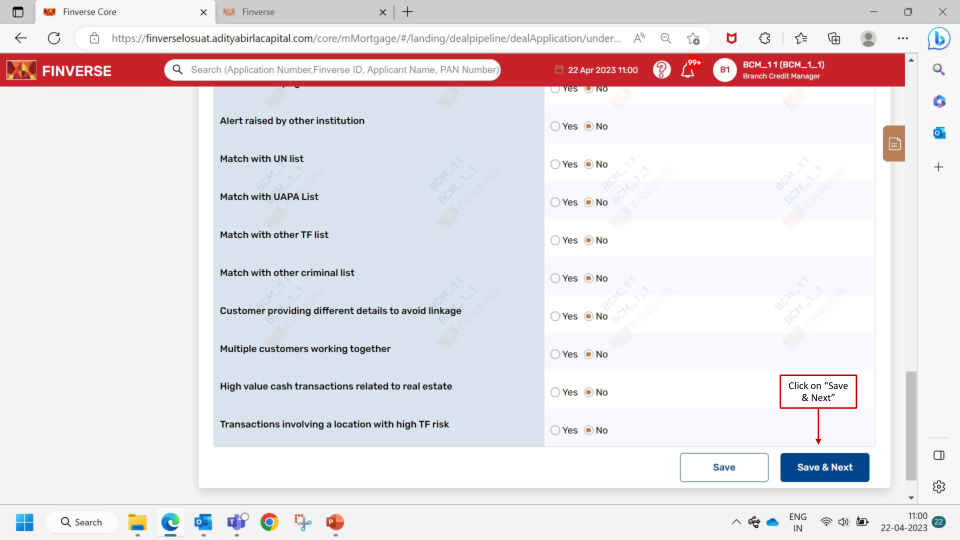 Finverse Core
Finverse
https://finverselosuat.adityabirlacapital.com/core/mMortgage/#/landing/dealpipeline/dealApplication/under...
FINVERSE
Search (Application Number,Finverse ID, Applicant Name, PAN Number)
22 Apr 2023 11:00
99+
B1
BCM_1 1 (BCM_1_1)
Branch Credit Manager
Yes No
Alert raised by other institution
Yes No
Match with UN list
Yes No
Match with UAPA List
Yes No
Match with other TF list
Yes No
Match with other criminal list
Yes No
Customer providing different details to avoid linkage
Yes No
Multiple customers working together
Yes No
High value cash transactions related to real estate
Yes No
Transactions involving a location with high TF risk
Yes No
BCM_11
BCM_1_1
FINVERSE
Click on “Save
& Next”
Save
Save & Next
Search
ENG
IN
11:00
22-04-2023
22